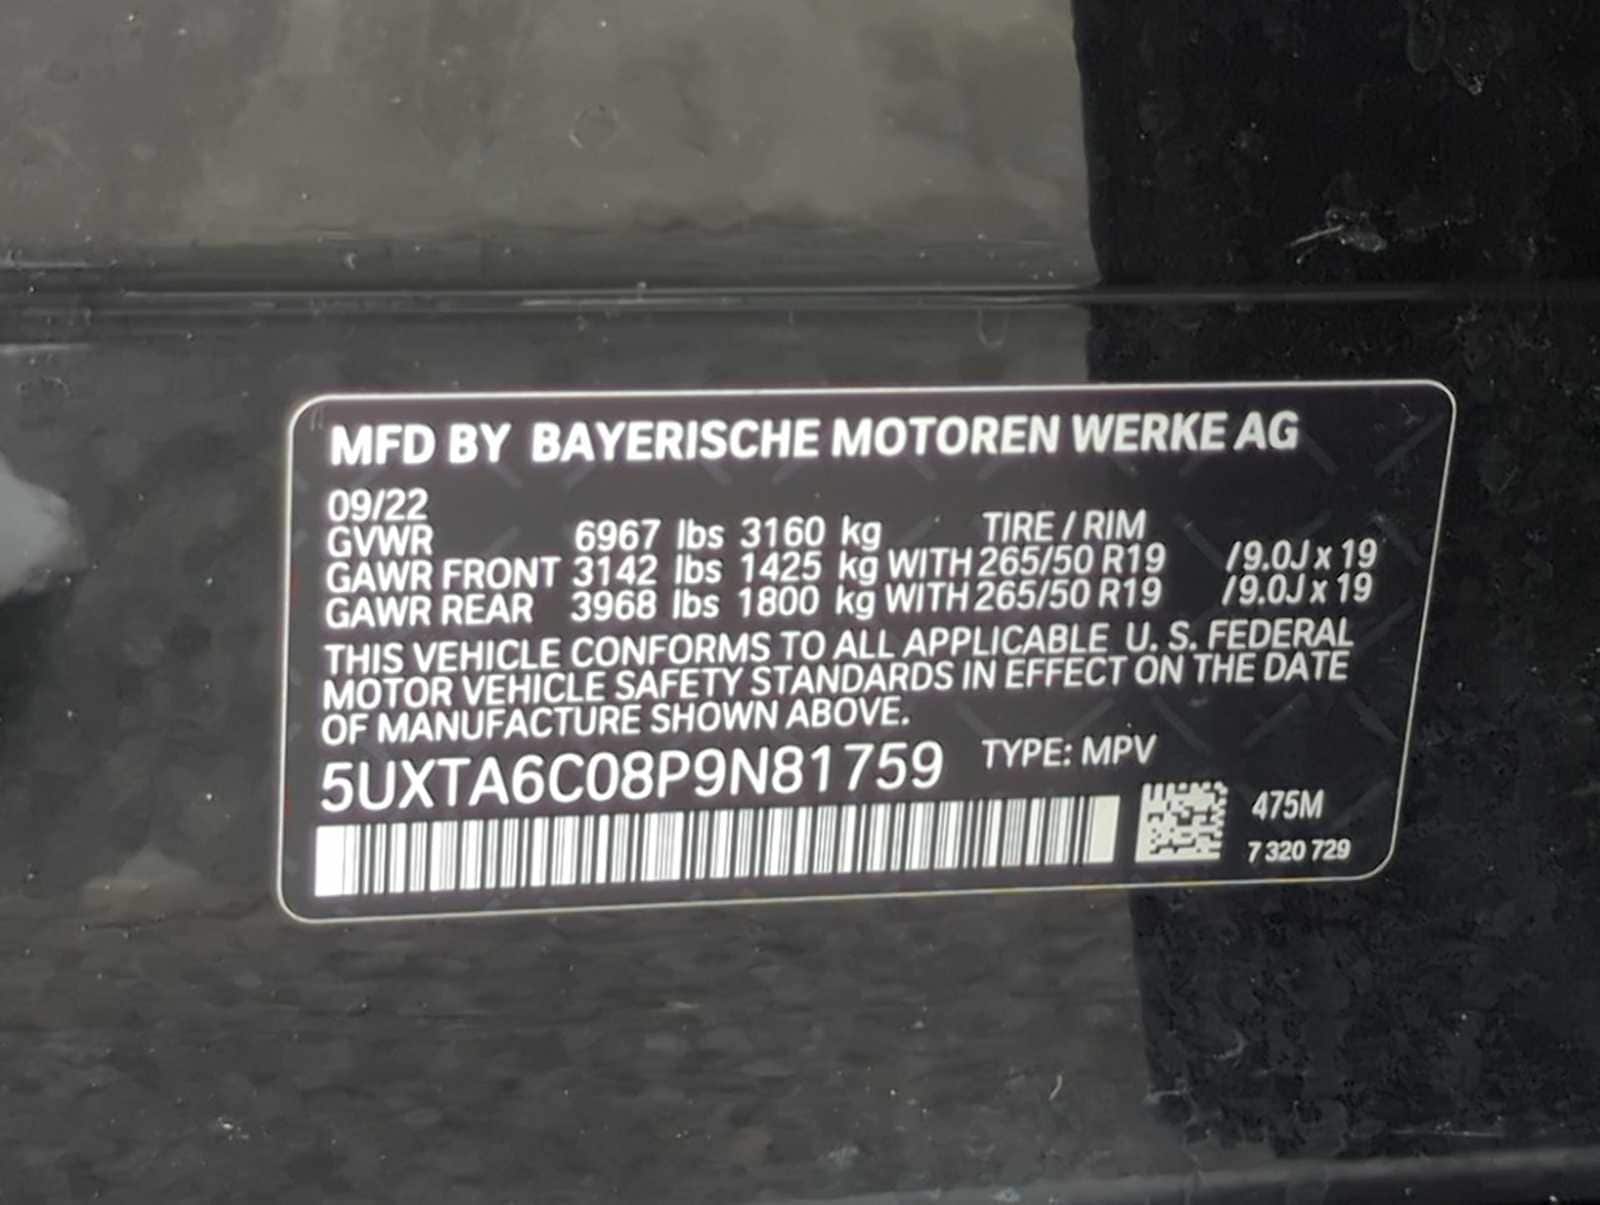 MFD BY BAYERISCHE MOTOREN WERKE AG
09/22
GVWR 6967 lbs 3160 kg TIRE / RIM
GAWR FRONT 3142 lbs 1425 kg WITH 265/50 R19 /9.0J x 19
GAWR REAR 3968 lbs 1800 kg WITH 265/50 R19 /9.0J x 19
THIS VEHICLE CONFORMS TO ALL APPLICABLE U. S. FEDERAL
MOTOR VEHICLE SAFETY STANDARDS IN EFFECT ON THE DATE
OF MANUFACTURE SHOWN ABOVE.
5UXTA6C08P9N81759 TYPE: MPV
475M
7 320 729